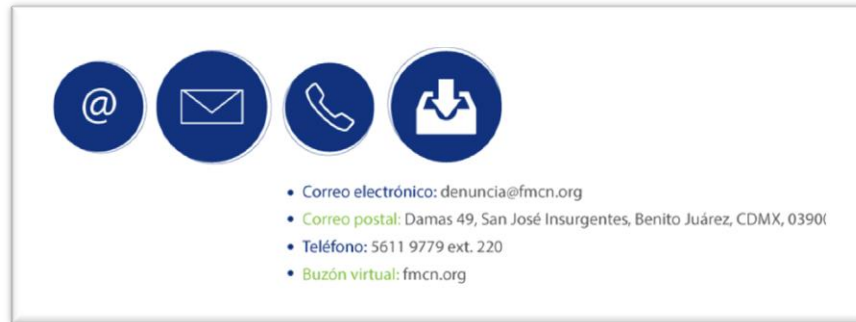 @
• Correo electrónico: denuncia@fmcn.org
• Correo postal: Damas 49, San José Insurgentes, Benito Juárez, CDMX, 03900
• Teléfono: 5611 9779 ext. 220
• Buzón virtual: fmcn.org